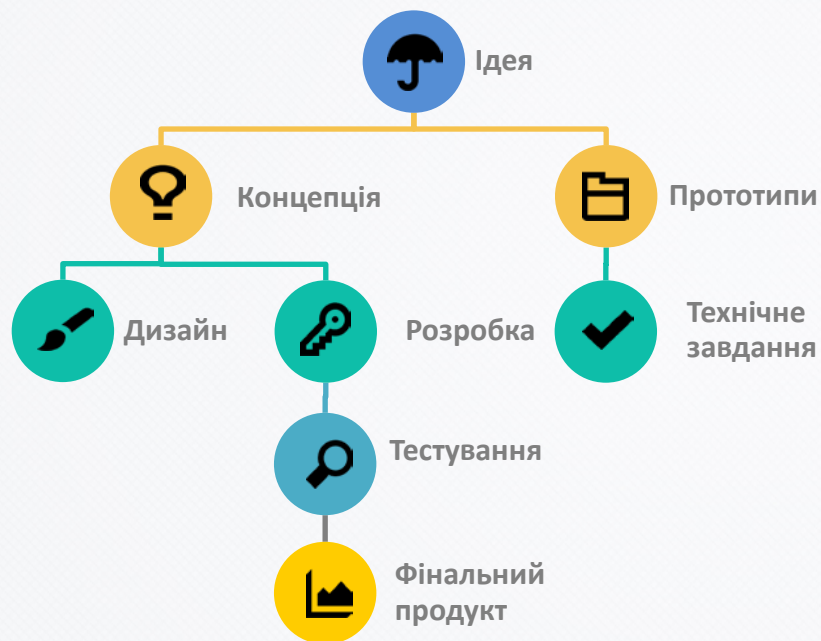 Ідея
Концепція
Прототипи
Дизайн
Розробка
Технічне
завдання
Тестування
Фінальний
продукт